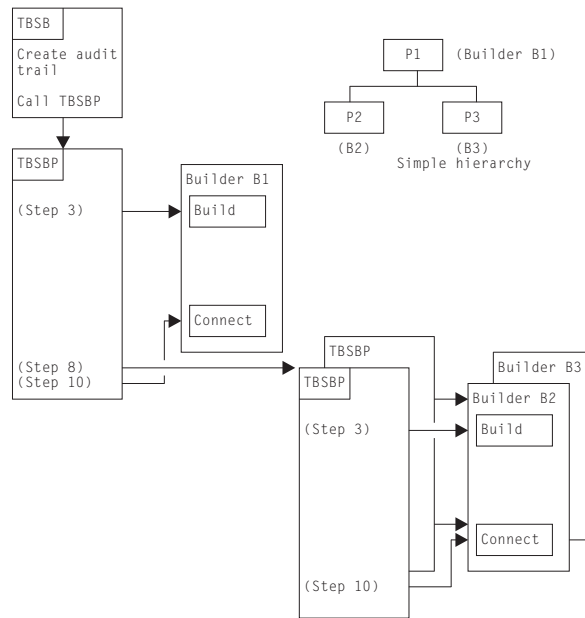 TBSB
Create audit
trail
Call TBSBP
P1
(Builder B1)
P2
P3
(B2)
(B3)
Simple hierarchy
TBSBP
Builder B1
(Step 3)
Build
Connect
(Step 8)
(Step 10)
TBSBP
TBSBP
Builder B3
Builder B2
(Step 3)
Build
Connect
(Step 10)